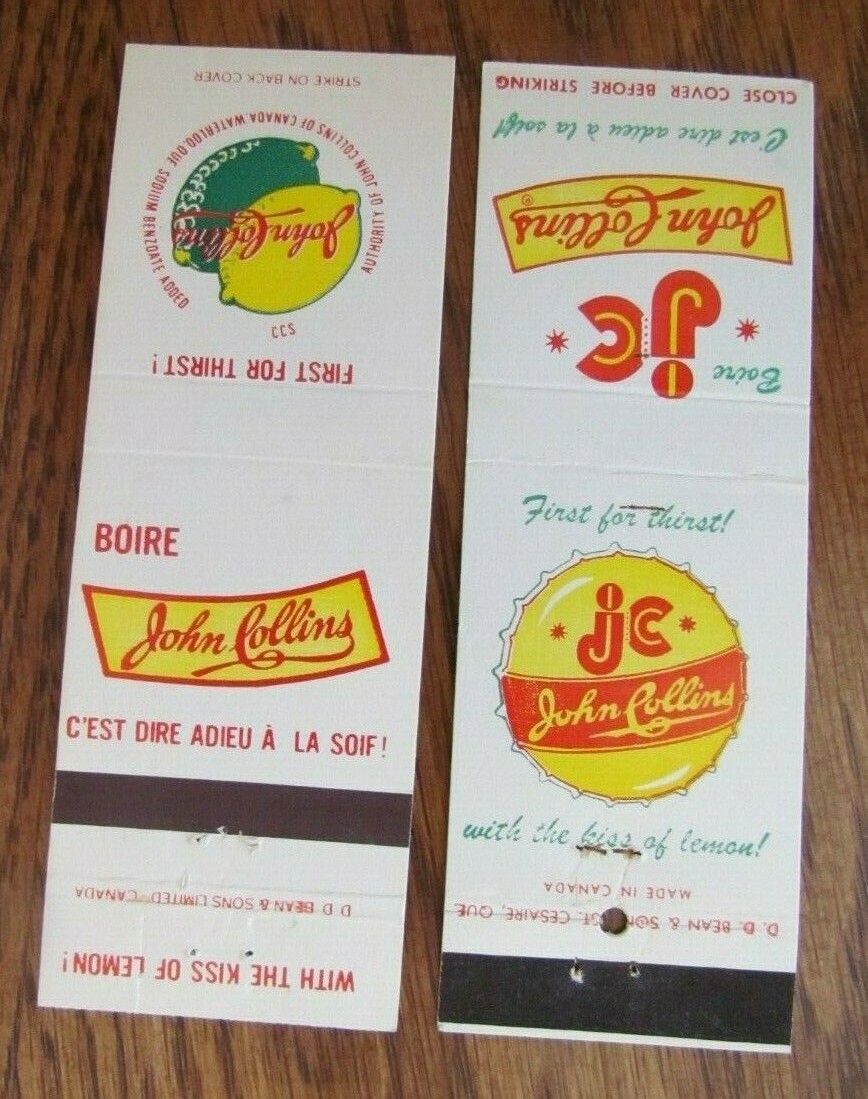 STRIKE ON BACK COVER
AUTHORITY OF JOHN COLLINS OF CANADA, WATERLOO, QUE. SODIUM BENZOATE ADDED
John Collins
CCS
FIRST FOR THIRST!
BOIRE
John Collins
C'EST DIRE ADIEU À LA SOIF!
D D BEAN & SONS LIMITED CANADA
WITH THE KISS OF LEMON!
CLOSE COVER BEFORE STRIKING
C'est dire adieu à la soif!
John Collins®
jc
Boire
First for thirst!
jc
John Collins
with the kiss of lemon!
MADE IN CANADA
D. D. BEAN & SONS ST. CESAIRE, QUE